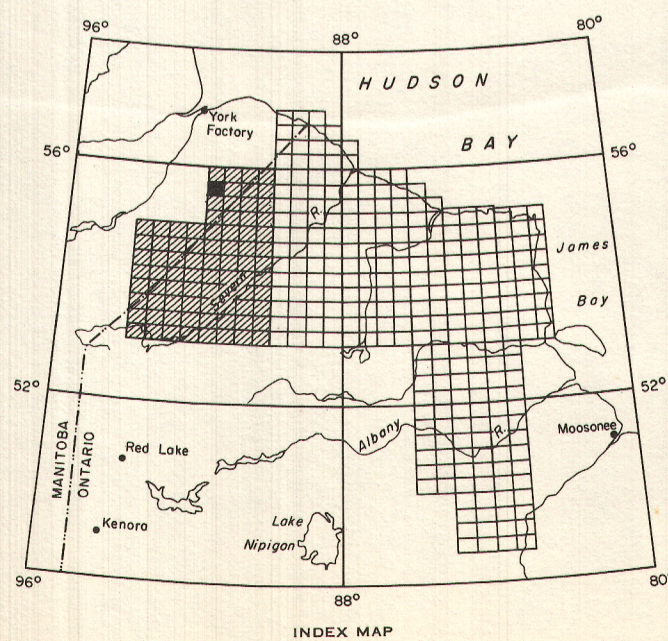 96°
88°
80°
HUDSON
BAY
York
Factory
56°
56°
R.
Severn
James
Bay
52°
52°
MANITOBA
ONTARIO
Red Lake
Albany
R.
Moosonee
Kenora
Lake
Nipigon
96°
88°
80
INDEX MAP